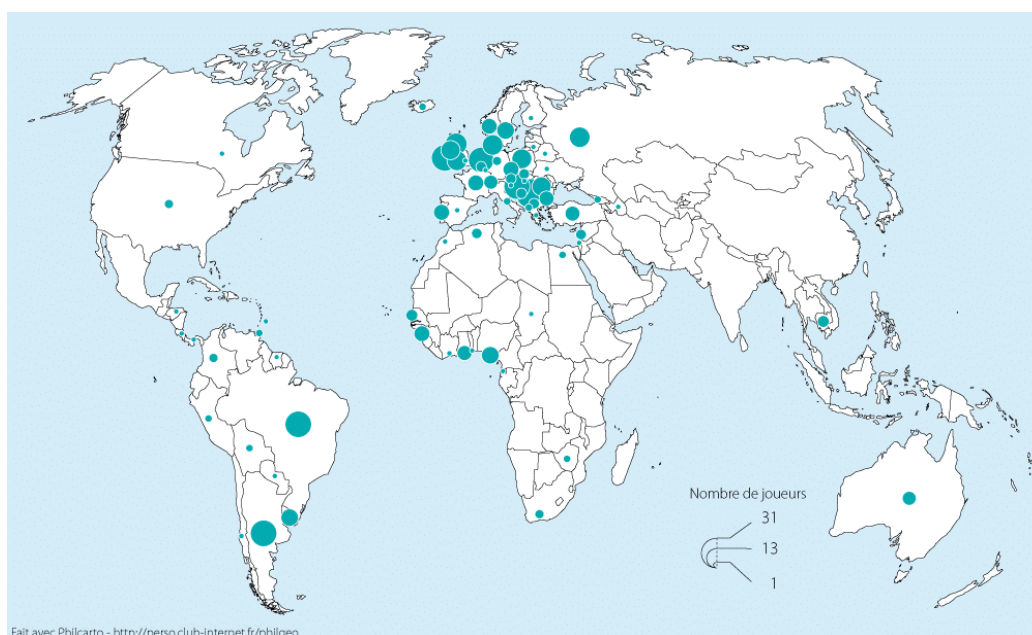 Nombre de joueurs
31
13
1
Fait avec Philcarto - http://perso.club-internet.fr/philgeo